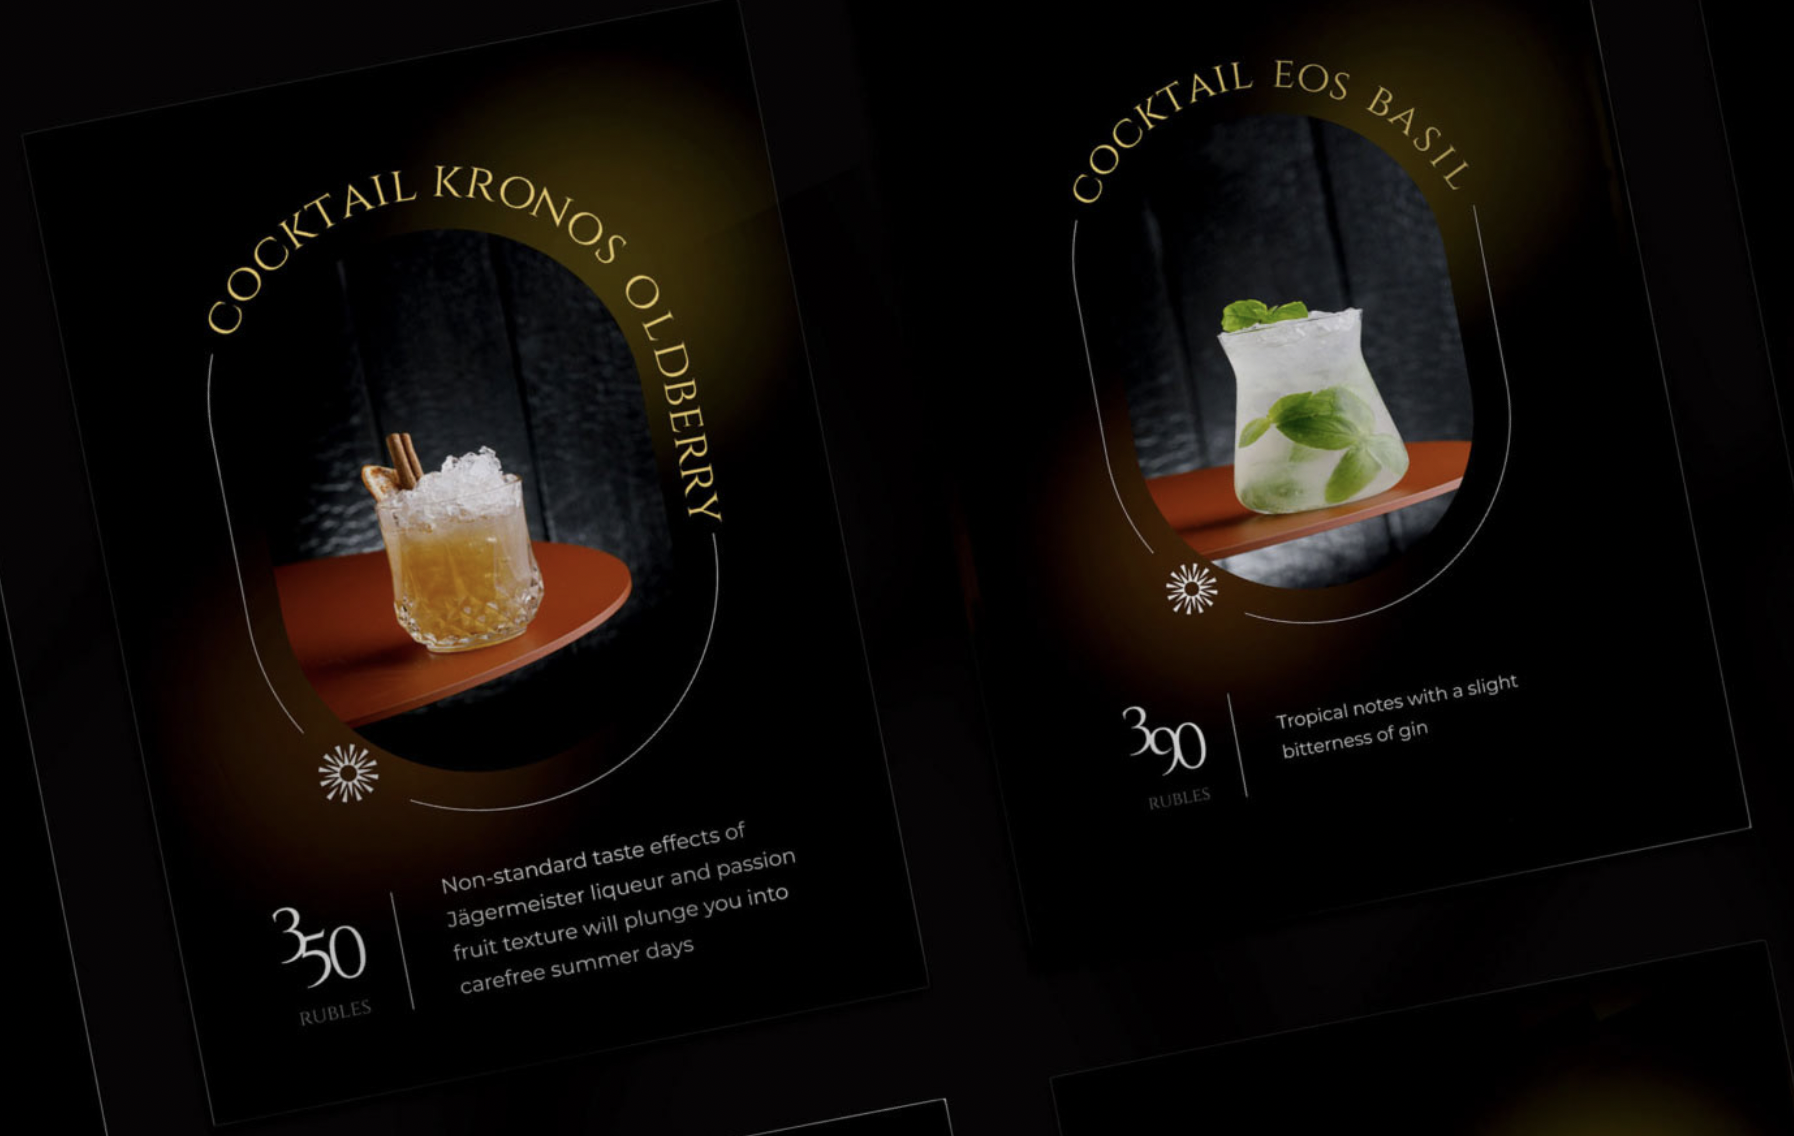 COCKTAIL KRONOS OLDBERRY
350
RUBLES
Non-standard taste effects of
Jägermeister liqueur and passion
fruit texture will plunge you into
carefree summer days
COCKTAIL EOS BASIL
390
RUBLES
Tropical notes with a slight
bitterness of gin